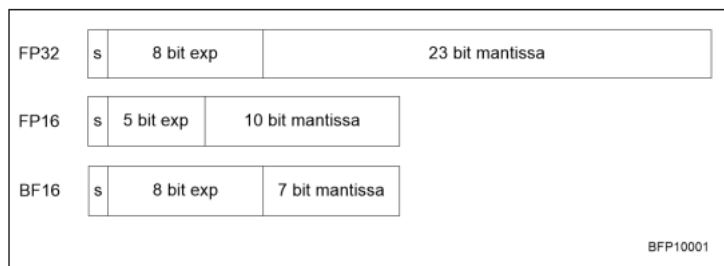 FP32 s 8 bit exp 23 bit mantissa
FP16 s 5 bit exp 10 bit mantissa
BF16 s 8 bit exp 7 bit mantissa
BFP10001